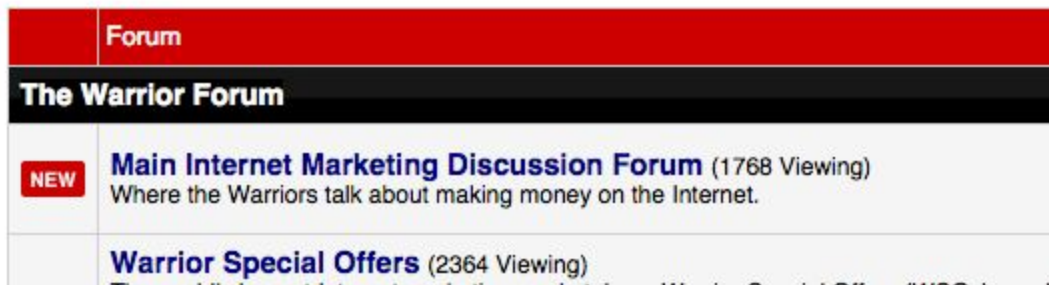 Forum
The Warrior Forum
NEW
Main Internet Marketing Discussion Forum (1768 Viewing)
Where the Warriors talk about making money on the Internet.
Warrior Special Offers (2364 Viewing)